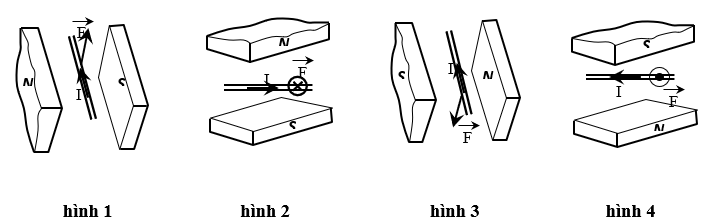 F N I S
N I F S
S I N F
S I F N
hình 1 hình 2 hình 3 hình 4